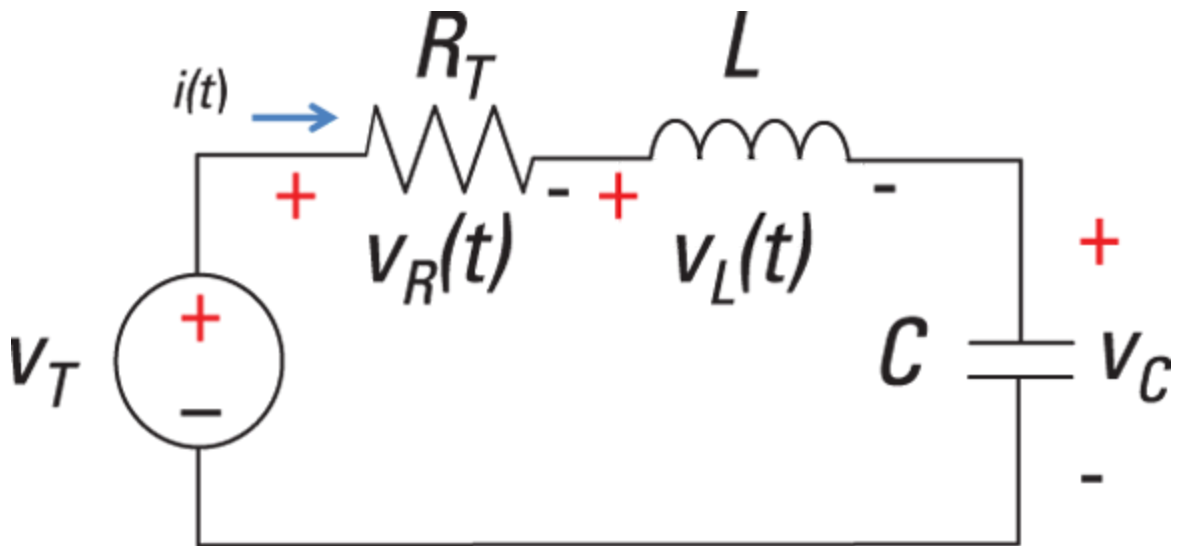 R_T L
i(t)
+ - + -
v_R(t) v_L(t) +
+
v_T C v_C
−
-